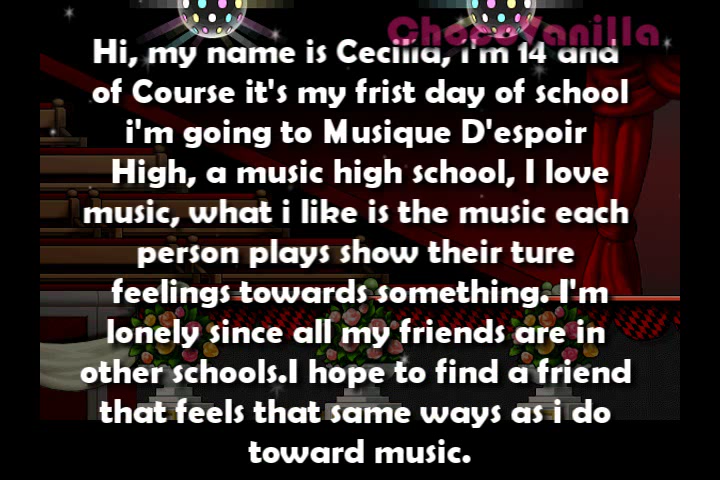 ChocoVanilla
Hi, my name is Cecilia, i'm 14 and
of Course it's my frist day of school
i'm going to Musique D'espoir
High, a music high school, I love
music, what i like is the music each
person plays show their ture
feelings towards something. I'm
lonely since all my friends are in
other schools.I hope to find a friend
that feels that same ways as i do
toward music.